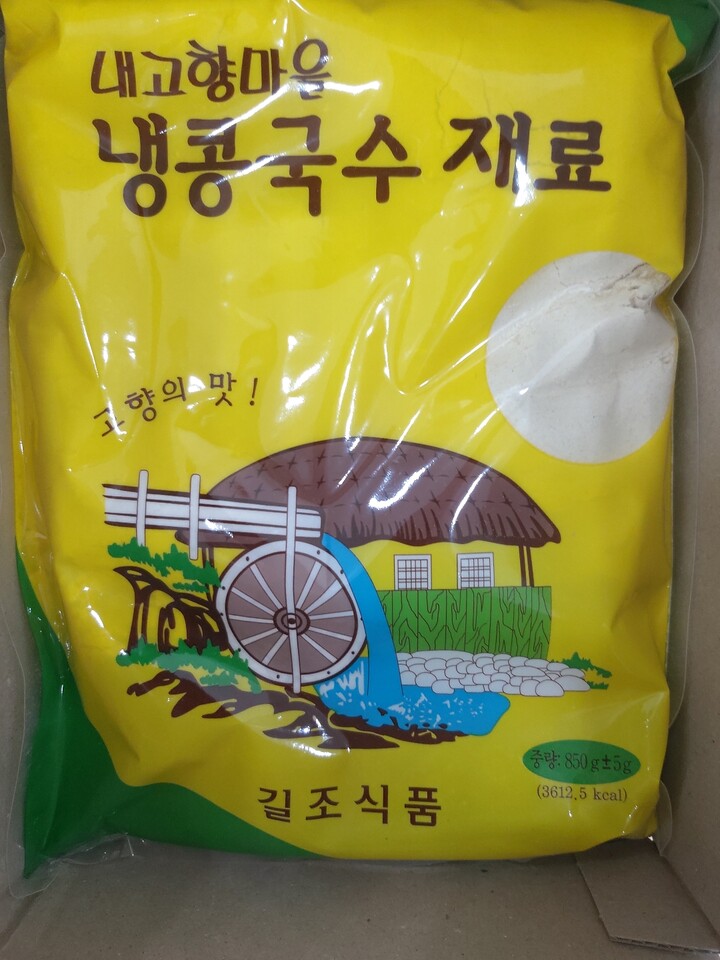 내고향마을
냉콩국수 재료
고향의 맛!
중량: 850g±5g
(3612.5 kcal)
길조식품